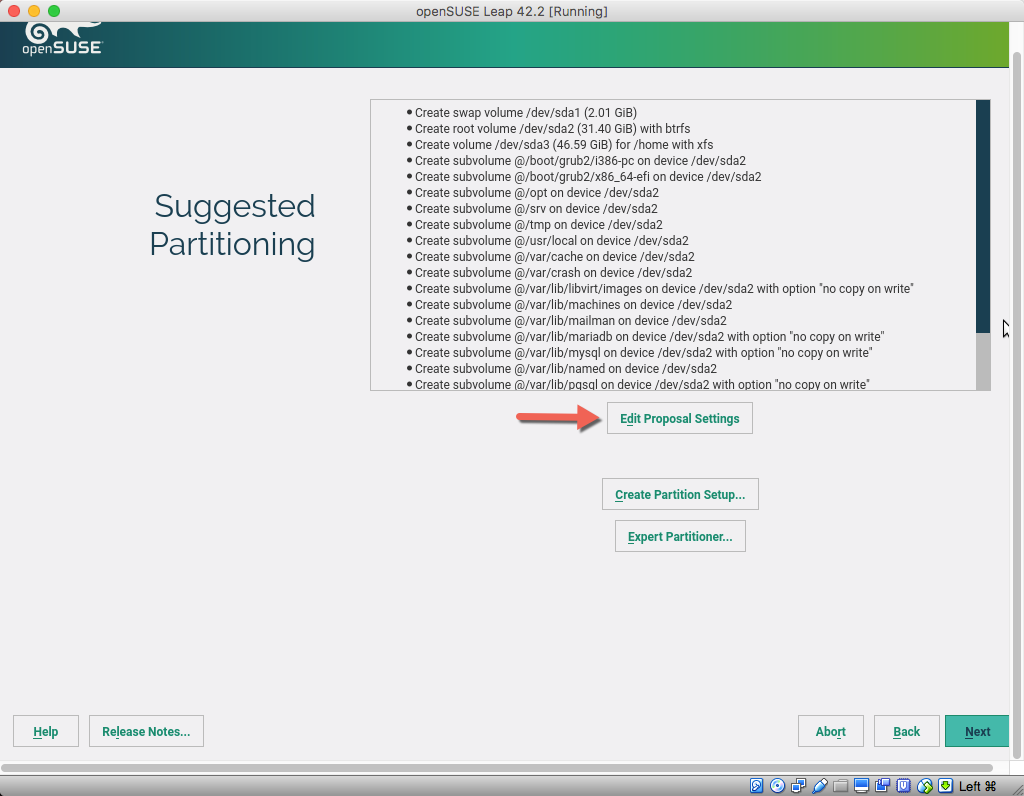 openSUSE Leap 42.2 [Running]
openSUSE
Suggested
Partitioning
• Create swap volume /dev/sda1 (2.01 GiB)
• Create root volume /dev/sda2 (31.40 GiB) with btrfs
• Create volume /dev/sda3 (46.59 GiB) for /home with xfs
• Create subvolume @/boot/grub2/i386-pc on device /dev/sda2
• Create subvolume @/boot/grub2/x86_64-efi on device /dev/sda2
• Create subvolume @/opt on device /dev/sda2
• Create subvolume @/srv on device /dev/sda2
• Create subvolume @/tmp on device /dev/sda2
• Create subvolume @/usr/local on device /dev/sda2
• Create subvolume @/var/cache on device /dev/sda2
• Create subvolume @/var/crash on device /dev/sda2
• Create subvolume @/var/lib/libvirt/images on device /dev/sda2 with option "no copy on write"
• Create subvolume @/var/lib/machines on device /dev/sda2
• Create subvolume @/var/lib/mailman on device /dev/sda2
• Create subvolume @/var/lib/mariadb on device /dev/sda2 with option "no copy on write"
• Create subvolume @/var/lib/mysql on device /dev/sda2 with option "no copy on write"
• Create subvolume @/var/lib/named on device /dev/sda2
• Create subvolume @/var/lib/pgsql on device /dev/sda2 with option "no copy on write"
Edit Proposal Settings
Create Partition Setup...
Expert Partitioner...
Help Release Notes... Abort Back Next
Left ⌘